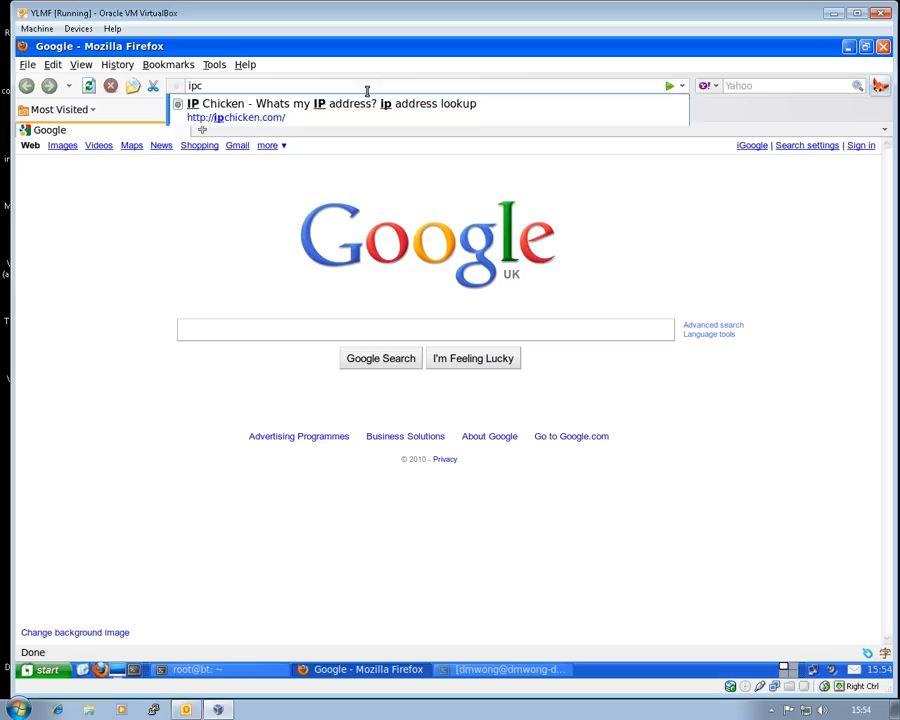 YLMF [Running] - Oracle VM VirtualBox
Machine Devices Help
Google - Mozilla Firefox
File Edit View History Bookmarks Tools Help
ipc
Yahoo
IP Chicken - Whats my IP address? ip address lookup
http://ipchicken.com/
Most Visited
Google
Web Images Videos Maps News Shopping Gmail more ▼
iGoogle | Search settings | Sign in
Google
UK
Advanced search
Language tools
Google Search I'm Feeling Lucky
Advertising Programmes Business Solutions About Google Go to Google.com
© 2010 - Privacy
Change background image
Done
start root@bt: ~ Google - Mozilla Firefox [dmwong@dmwong-d... 15:54
Right Ctrl
15:54